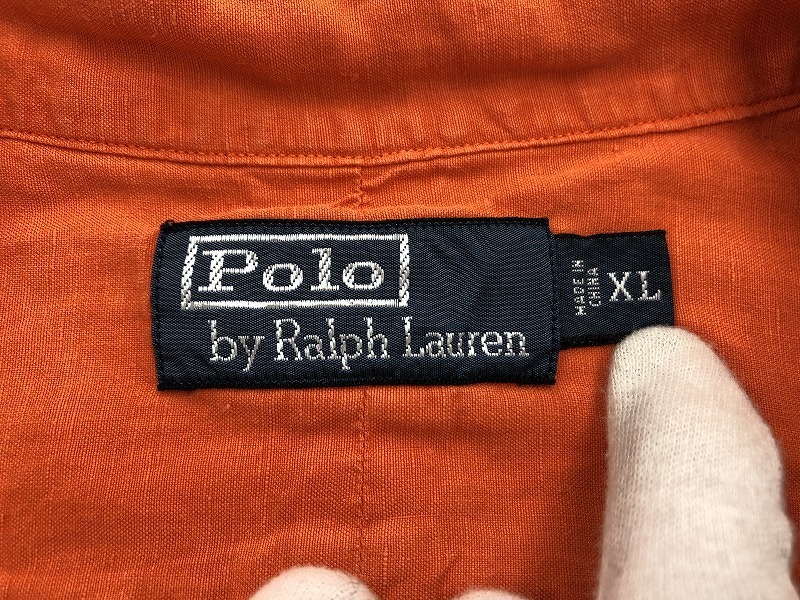 Polo
by Ralph Lauren
MADE IN
CHINA
XL